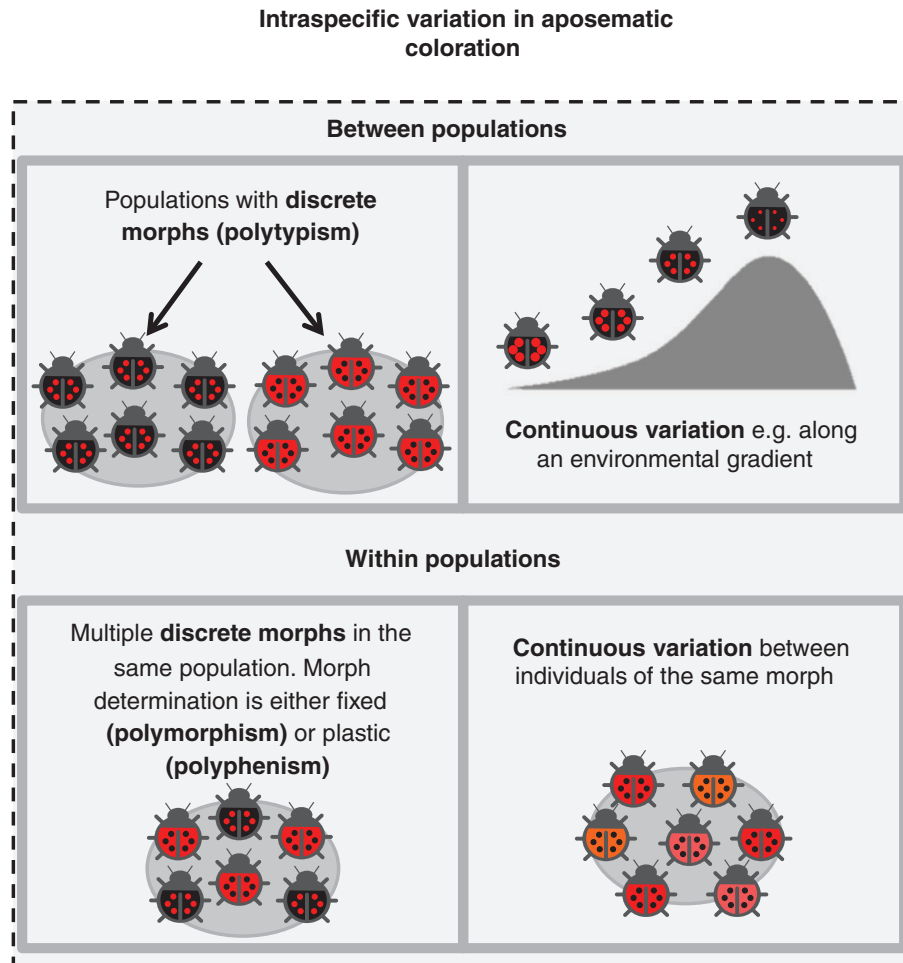 Intraspecific variation in aposematic
coloration
Between populations
Populations with discrete
morphs (polytypism)
Continuous variation e.g. along
an environmental gradient
Within populations
Multiple discrete morphs in the
same population. Morph
determination is either fixed
(polymorphism) or plastic
(polyphenism)
Continuous variation between
individuals of the same morph